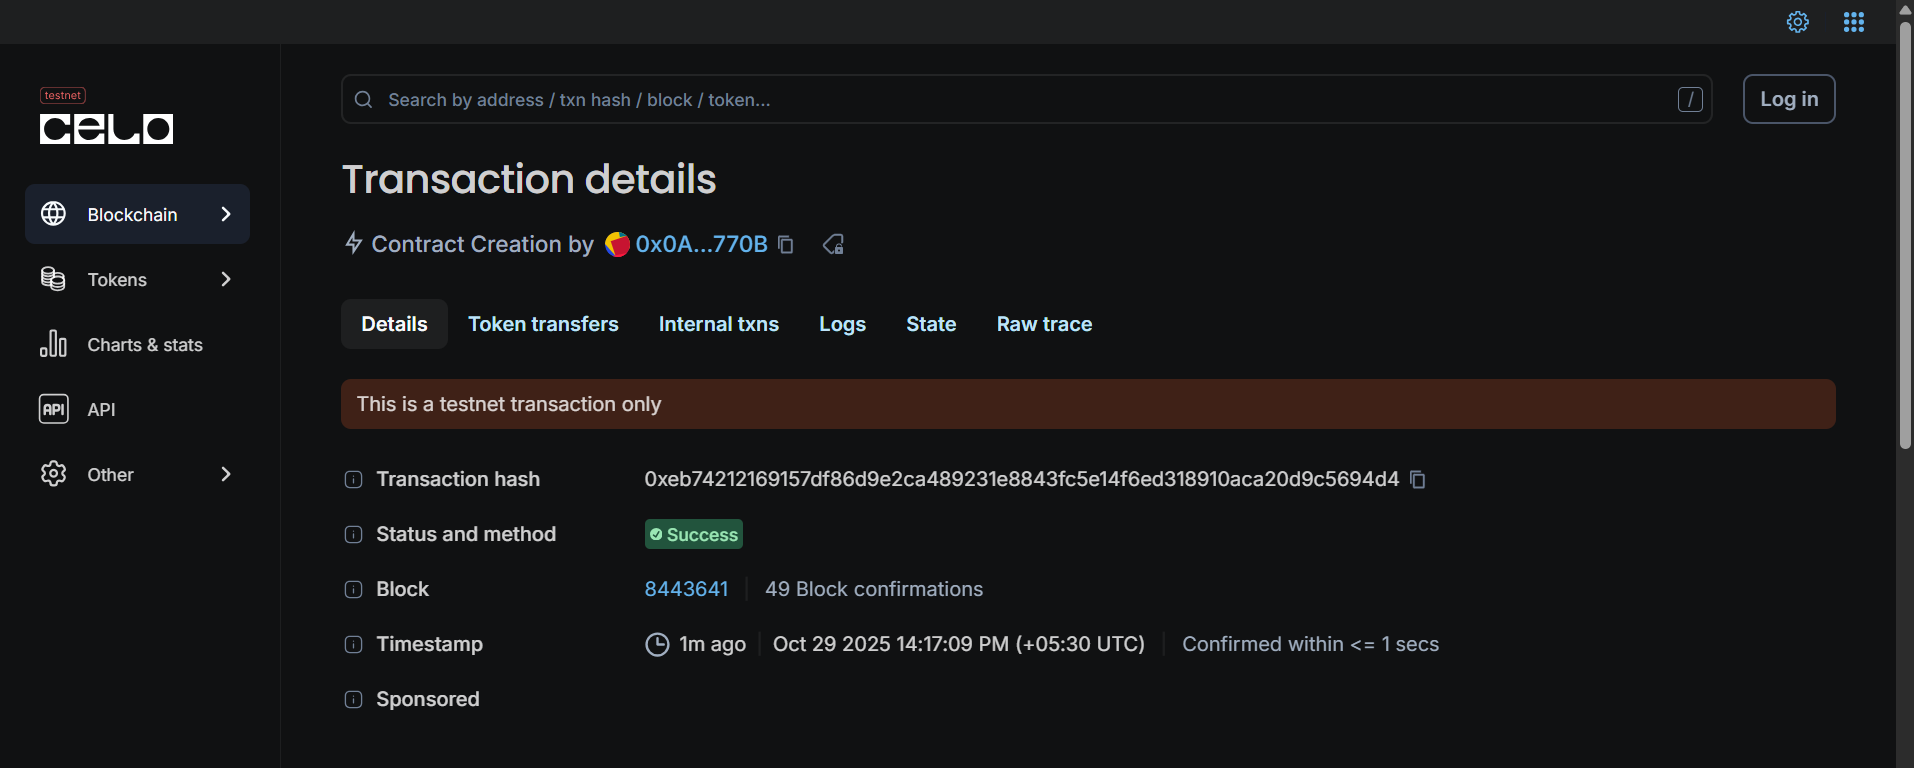 testnet
CELO
Blockchain
Tokens
Charts & stats
API API
Other
Search by address / txn hash / block / token...
/
Log in
Transaction details
Contract Creation by 0x0A...770B
Details Token transfers Internal txns Logs State Raw trace
This is a testnet transaction only
Transaction hash 0xeb74212169157df86d9e2ca489231e8843fc5e14f6ed318910aca20d9c5694d4
Status and method Success
Block 8443641 49 Block confirmations
Timestamp 1m ago Oct 29 2025 14:17:09 PM (+05:30 UTC) Confirmed within <= 1 secs
Sponsored